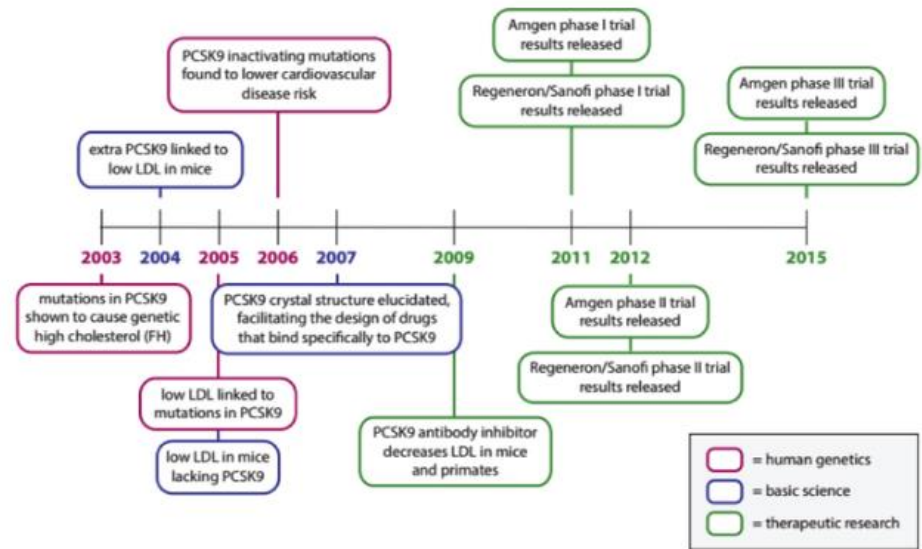 Amgen phase I trial
results released
PCSK9 inactivating mutations
found to lower cardiovascular
disease risk
Regeneron/Sanofi phase I trial
results released
Amgen phase III trial
results released
extra PCSK9 linked to
low LDL in mice
Regeneron/Sanofi phase III trial
results released
2003 2004 2005 2006 2007 2009 2011 2012 2015
mutations in PCSK9
shown to cause genetic
high cholesterol (FH)
PCSK9 crystal structure elucidated,
facilitating the design of drugs
that bind specifically to PCSK9
Amgen phase II trial
results released
Regeneron/Sanofi phase II trial
results released
low LDL linked to
mutations in PCSK9
low LDL in mice
lacking PCSK9
PCSK9 antibody inhibitor
decreases LDL in mice
and primates
= human genetics
= basic science
= therapeutic research